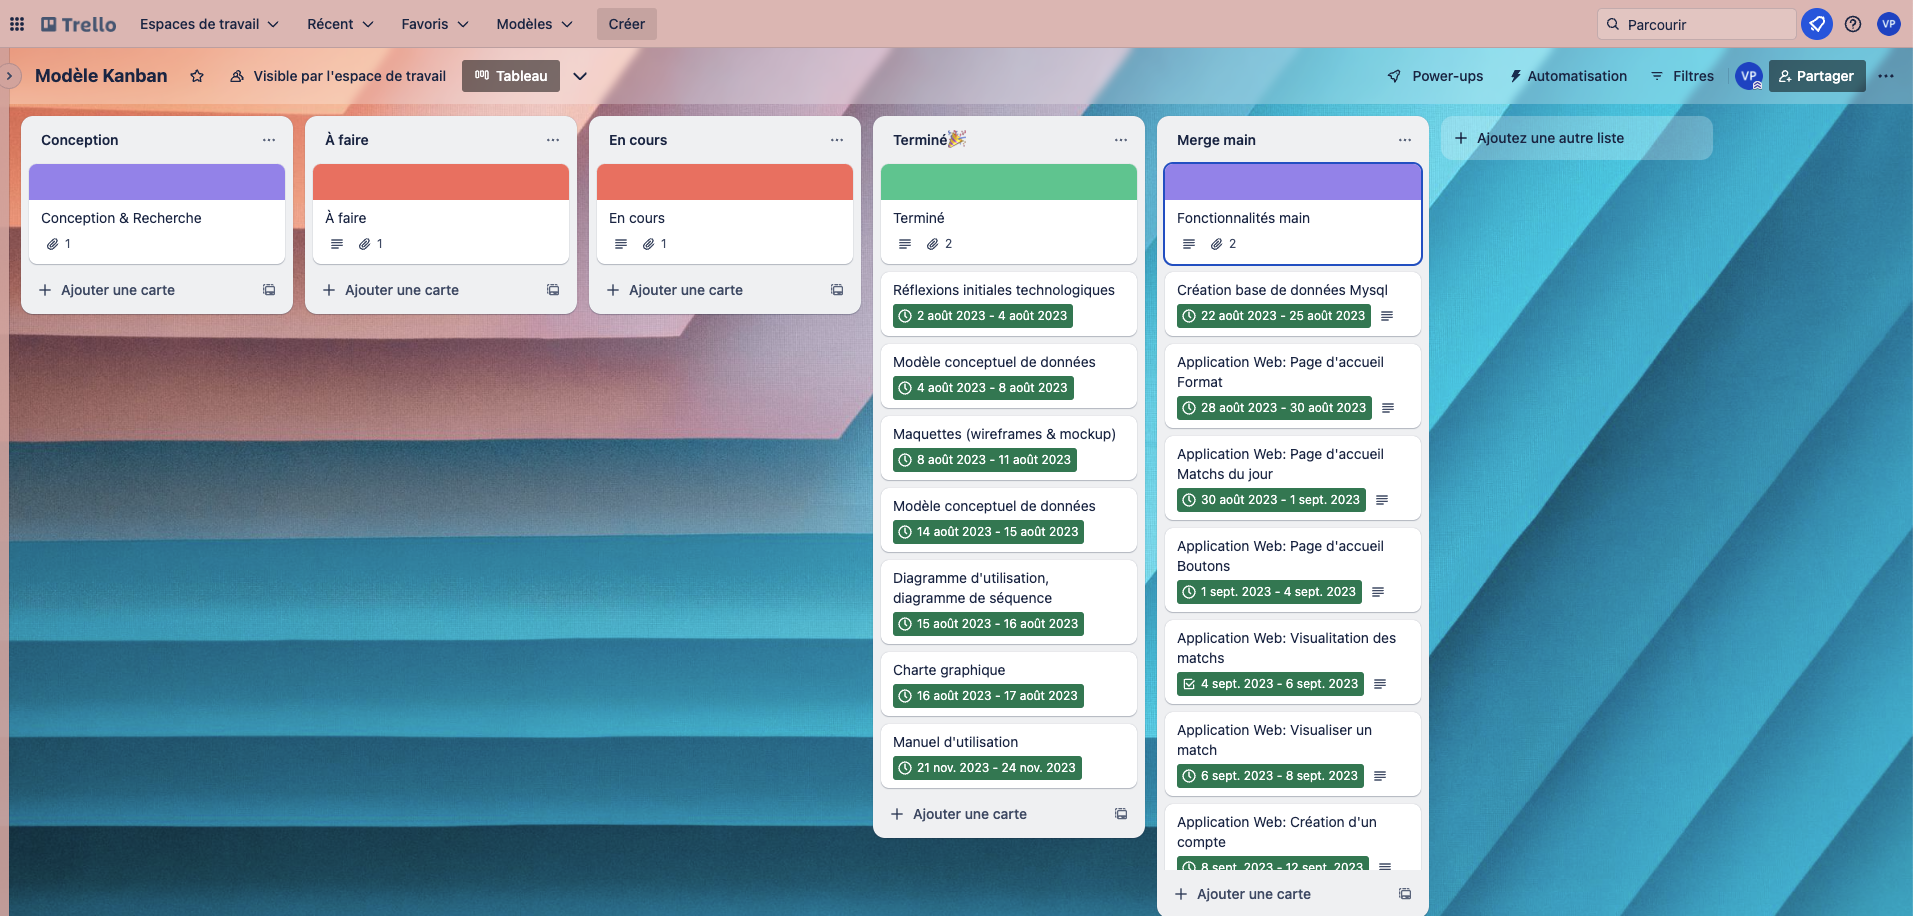 Trello Espaces de travail Récent Favoris Modèles Créer Parcourir VP
Modèle Kanban Visible par l'espace de travail Tableau Power-ups Automatisation Filtres VP Partager
Conception
Conception & Recherche
1
Ajouter une carte
À faire
À faire
1
Ajouter une carte
En cours
En cours
1
Ajouter une carte
Terminé🎉
Terminé
2
Réflexions initiales technologiques
2 août 2023 - 4 août 2023
Modèle conceptuel de données
4 août 2023 - 8 août 2023
Maquettes (wireframes & mockup)
8 août 2023 - 11 août 2023
Modèle conceptuel de données
14 août 2023 - 15 août 2023
Diagramme d'utilisation,
diagramme de séquence
15 août 2023 - 16 août 2023
Charte graphique
16 août 2023 - 17 août 2023
Manuel d'utilisation
21 nov. 2023 - 24 nov. 2023
Ajouter une carte
Merge main
Fonctionnalités main
2
Création base de données Mysql
22 août 2023 - 25 août 2023
Application Web: Page d'accueil
Format
28 août 2023 - 30 août 2023
Application Web: Page d'accueil
Matchs du jour
30 août 2023 - 1 sept. 2023
Application Web: Page d'accueil
Boutons
1 sept. 2023 - 4 sept. 2023
Application Web: Visualitation des
matchs
4 sept. 2023 - 6 sept. 2023
Application Web: Visualiser un
match
6 sept. 2023 - 8 sept. 2023
Application Web: Création d'un
compte
8 sept. 2023 - 12 sept. 2023
Ajouter une carte
Ajoutez une autre liste